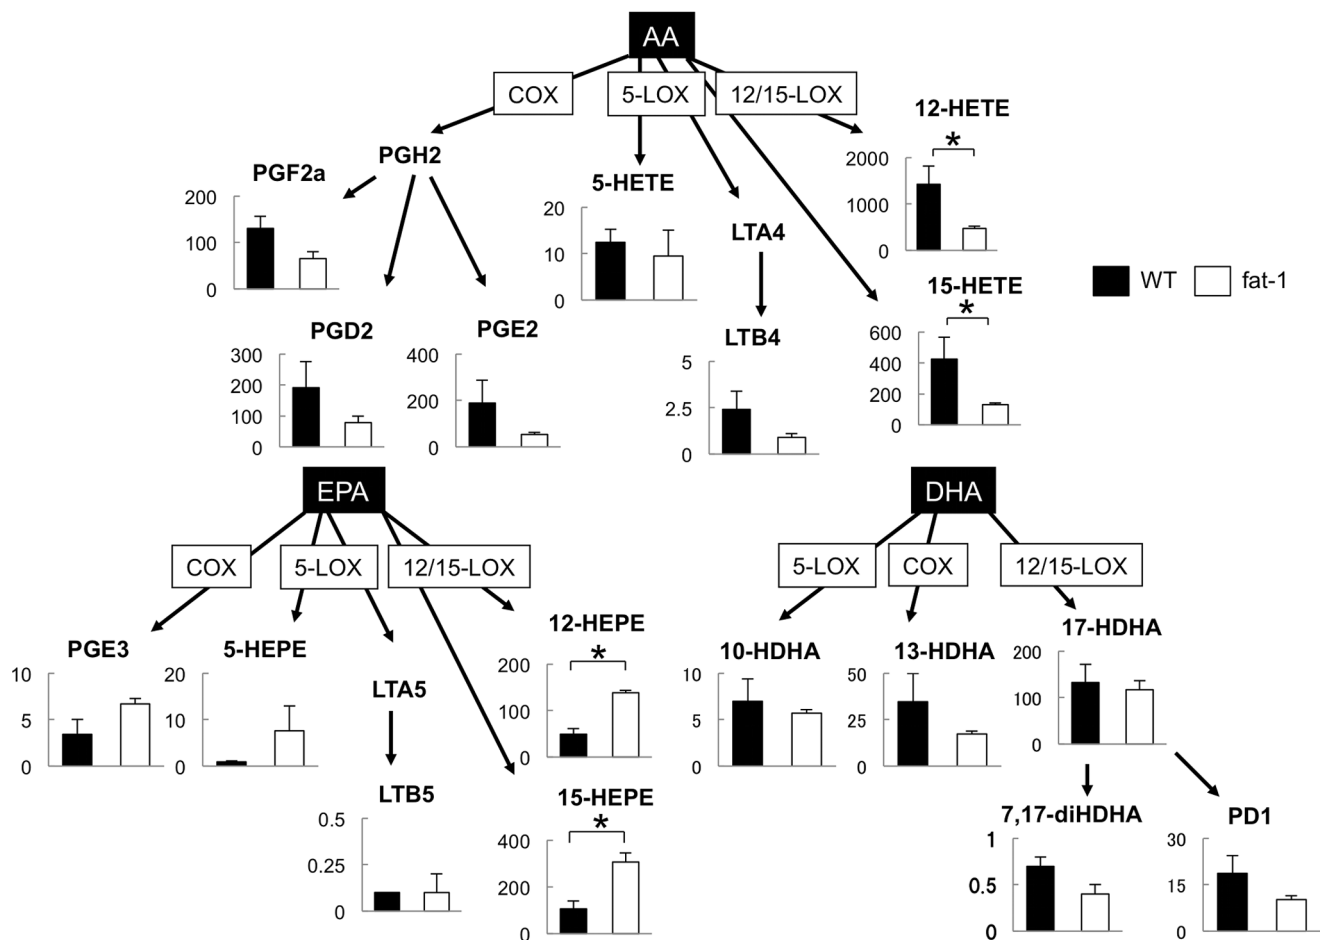 AA
COX
5-LOX
12/15-LOX
12-HETE
*
2000
1000
0
PGH2
PGF2a
200
100
0
5-HETE
20
10
0
LTA4
WT
fat-1
15-HETE
*
600
400
200
0
PGD2
300
200
100
0
PGE2
400
200
0
LTB4
5
2.5
0
EPA
COX
5-LOX
12/15-LOX
PGE3
10
5
0
5-HEPE
20
10
0
LTA5
LTB5
0.5
0.25
0
12-HEPE
*
200
100
0
15-HEPE
*
400
200
0
DHA
5-LOX
COX
12/15-LOX
10-HDHA
10
5
0
13-HDHA
50
25
0
17-HDHA
200
100
0
7,17-diHDHA
1
0.5
0
PD1
30
15
0